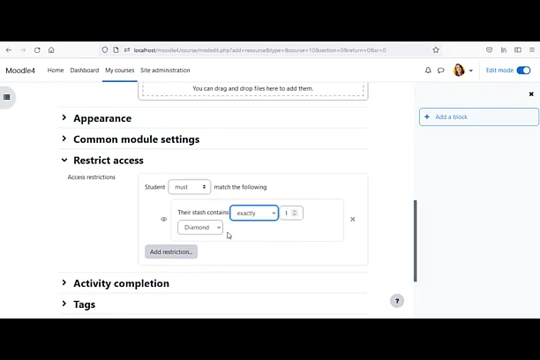 localhost/moodle4/course/modedit.php?add=resource&type=&course=10&section=3&return=0&sr=0
Moodle4 Home Dashboard My courses Site administration Edit mode
You can drag and drop files here to add them.
Add a block
Appearance
Common module settings
Restrict access
Access restrictions Student must match the following
Their stash contains exactly 1
Diamond
Add restriction...
Activity completion
Tags
?